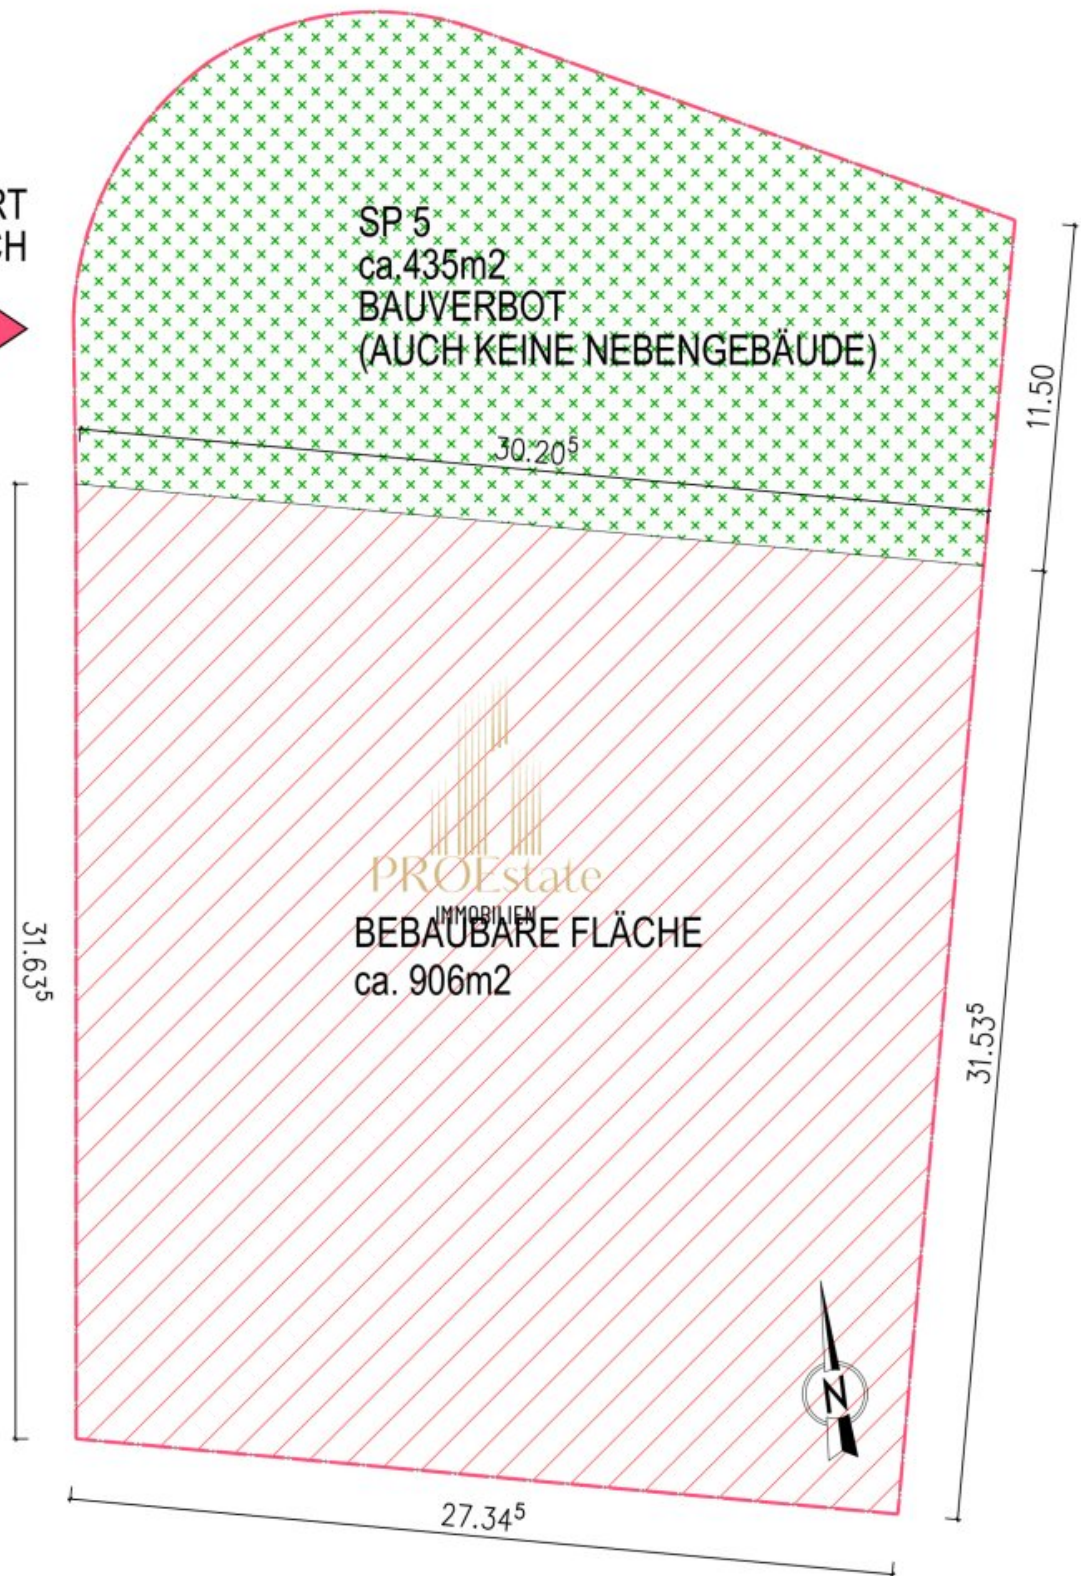 RT
CH
SP 5
ca.435m2
BAUVERBOT
(AUCH KEINE NEBENGEBÄUDE)
11.50
30.20⁵
31.63⁵
PROEstate
IMMOBILIEN
BEBAUBARE FLÄCHE
ca. 906m2
31.53⁵
N
27.34⁵